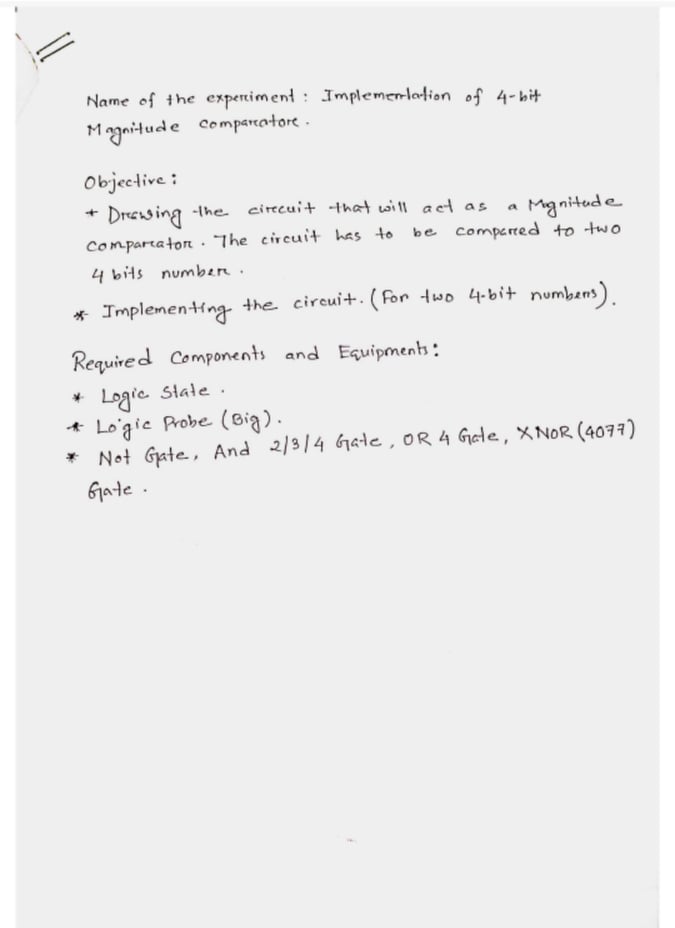 Name of the experiment : Implementation of 4-bit
Magnitude comparatore .
Objective :
* Drawing the circuit that will act as a Mgnitude
comparator . The circuit has to be compared to two
4 bits number .
* Implementing the circuit. (For two 4-bit numbers).
Required Components and Equipments :
* Logic State .
* Logic Probe (Big) .
* Not Gate, And 2/3/4 Gate, OR 4 Gate, XNOR (4077)
Gate .